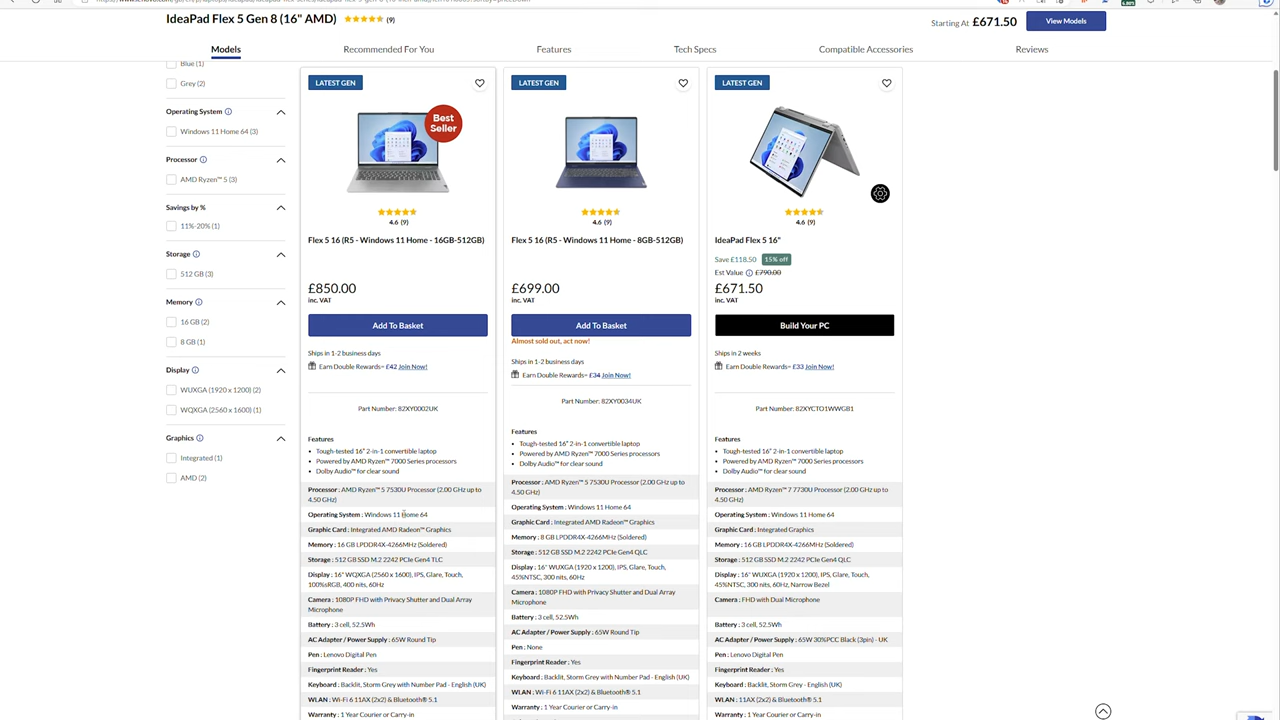 IdeaPad Flex 5 Gen 8 (16" AMD)
(9)
Starting At £671.50
View Models
Models
Recommended For You
Features
Tech Specs
Compatible Accessories
Reviews
Blue (1)
Grey (2)
Operating System
Windows 11 Home 64 (3)
Processor
AMD Ryzen™ 5 (3)
Savings by %
11%-20% (1)
Storage
512 GB (3)
Memory
16 GB (2)
8 GB (1)
Display
WUXGA (1920 x 1200) (2)
WQXGA (2560 x 1600) (1)
Graphics
Integrated (1)
AMD (2)
LATEST GEN
Best
Seller
4.6 (9)
Flex 5 16 (R5 - Windows 11 Home - 16GB-512GB)
£850.00
inc. VAT
Add To Basket
Ships in 1-2 business days
Earn Double Rewards= £42 Join Now!
Part Number: 82XY0002UK
Features
• Tough-tested 16" 2-in-1 convertible laptop
• Powered by AMD Ryzen™ 7000 Series processors
• Dolby Audio™ for clear sound
Processor : AMD Ryzen™ 5 7530U Processor (2.00 GHz up to
4.50 GHz)
Operating System : Windows 11 Home 64
Graphic Card : Integrated AMD Radeon™ Graphics
Memory : 16 GB LPDDR4X-4266MHz (Soldered)
Storage : 512 GB SSD M.2 2242 PCIe Gen4 TLC
Display : 16" WQXGA (2560 x 1600), IPS, Glare, Touch,
100%sRGB, 400 nits, 60Hz
Camera : 1080P FHD with Privacy Shutter and Dual Array
Microphone
Battery : 3 cell, 52.5Wh
AC Adapter / Power Supply : 65W Round Tip
Pen : Lenovo Digital Pen
Fingerprint Reader : Yes
Keyboard : Backlit, Storm Grey with Number Pad - English (UK)
WLAN : Wi-Fi 6 11AX (2x2) & Bluetooth® 5.1
Warranty : 1 Year Courier or Carry-in
LATEST GEN
4.6 (9)
Flex 5 16 (R5 - Windows 11 Home - 8GB-512GB)
£699.00
inc. VAT
Add To Basket
Almost sold out, act now!
Ships in 1-2 business days
Earn Double Rewards= £34 Join Now!
Part Number: 82XY0034UK
Features
• Tough-tested 16" 2-in-1 convertible laptop
• Powered by AMD Ryzen™ 7000 Series processors
• Dolby Audio™ for clear sound
Processor : AMD Ryzen™ 5 7530U Processor (2.00 GHz up to
4.50 GHz)
Operating System : Windows 11 Home 64
Graphic Card : Integrated AMD Radeon™ Graphics
Memory : 8 GB LPDDR4X-4266MHz (Soldered)
Storage : 512 GB SSD M.2 2242 PCIe Gen4 QLC
Display : 16" WUXGA (1920 x 1200), IPS, Glare, Touch,
45%NTSC, 300 nits, 60Hz
Camera : 1080P FHD with Privacy Shutter and Dual Array
Microphone
Battery : 3 cell, 52.5Wh
AC Adapter / Power Supply : 65W Round Tip
Pen : None
Fingerprint Reader : Yes
Keyboard : Backlit, Storm Grey with Number Pad - English (UK)
WLAN : Wi-Fi 6 11AX (2x2) & Bluetooth® 5.1
Warranty : 1 Year Courier or Carry-in
LATEST GEN
4.6 (9)
IdeaPad Flex 5 16"
Save £118.50 15% off
Est Value £790.00
£671.50
inc. VAT
Build Your PC
Ships in 2 weeks
Earn Double Rewards= £33 Join Now!
Part Number: 82XYCTO1WWGB1
Features
• Tough-tested 16" 2-in-1 convertible laptop
• Powered by AMD Ryzen™ 7000 Series processors
• Dolby Audio™ for clear sound
Processor : AMD Ryzen™ 7 7730U Processor (2.00 GHz up to
4.50 GHz)
Operating System : Windows 11 Home 64
Graphic Card : Integrated Graphics
Memory : 16 GB LPDDR4X-4266MHz (Soldered)
Storage : 512 GB SSD M.2 2242 PCIe Gen4 QLC
Display : 16" WUXGA (1920 x 1200), IPS, Glare, Touch,
45%NTSC, 300 nits, 60Hz, Narrow Bezel
Camera : FHD with Dual Microphone
Battery : 3 cell, 52.5Wh
AC Adapter / Power Supply : 65W 30%PCC Black (3pin) - UK
Pen : Lenovo Digital Pen
Fingerprint Reader : Yes
Keyboard : Backlit, Storm Grey - English (UK)
WLAN : 11AX (2x2) & Bluetooth® 5.1
Warranty : 1 Year Courier or Carry-in